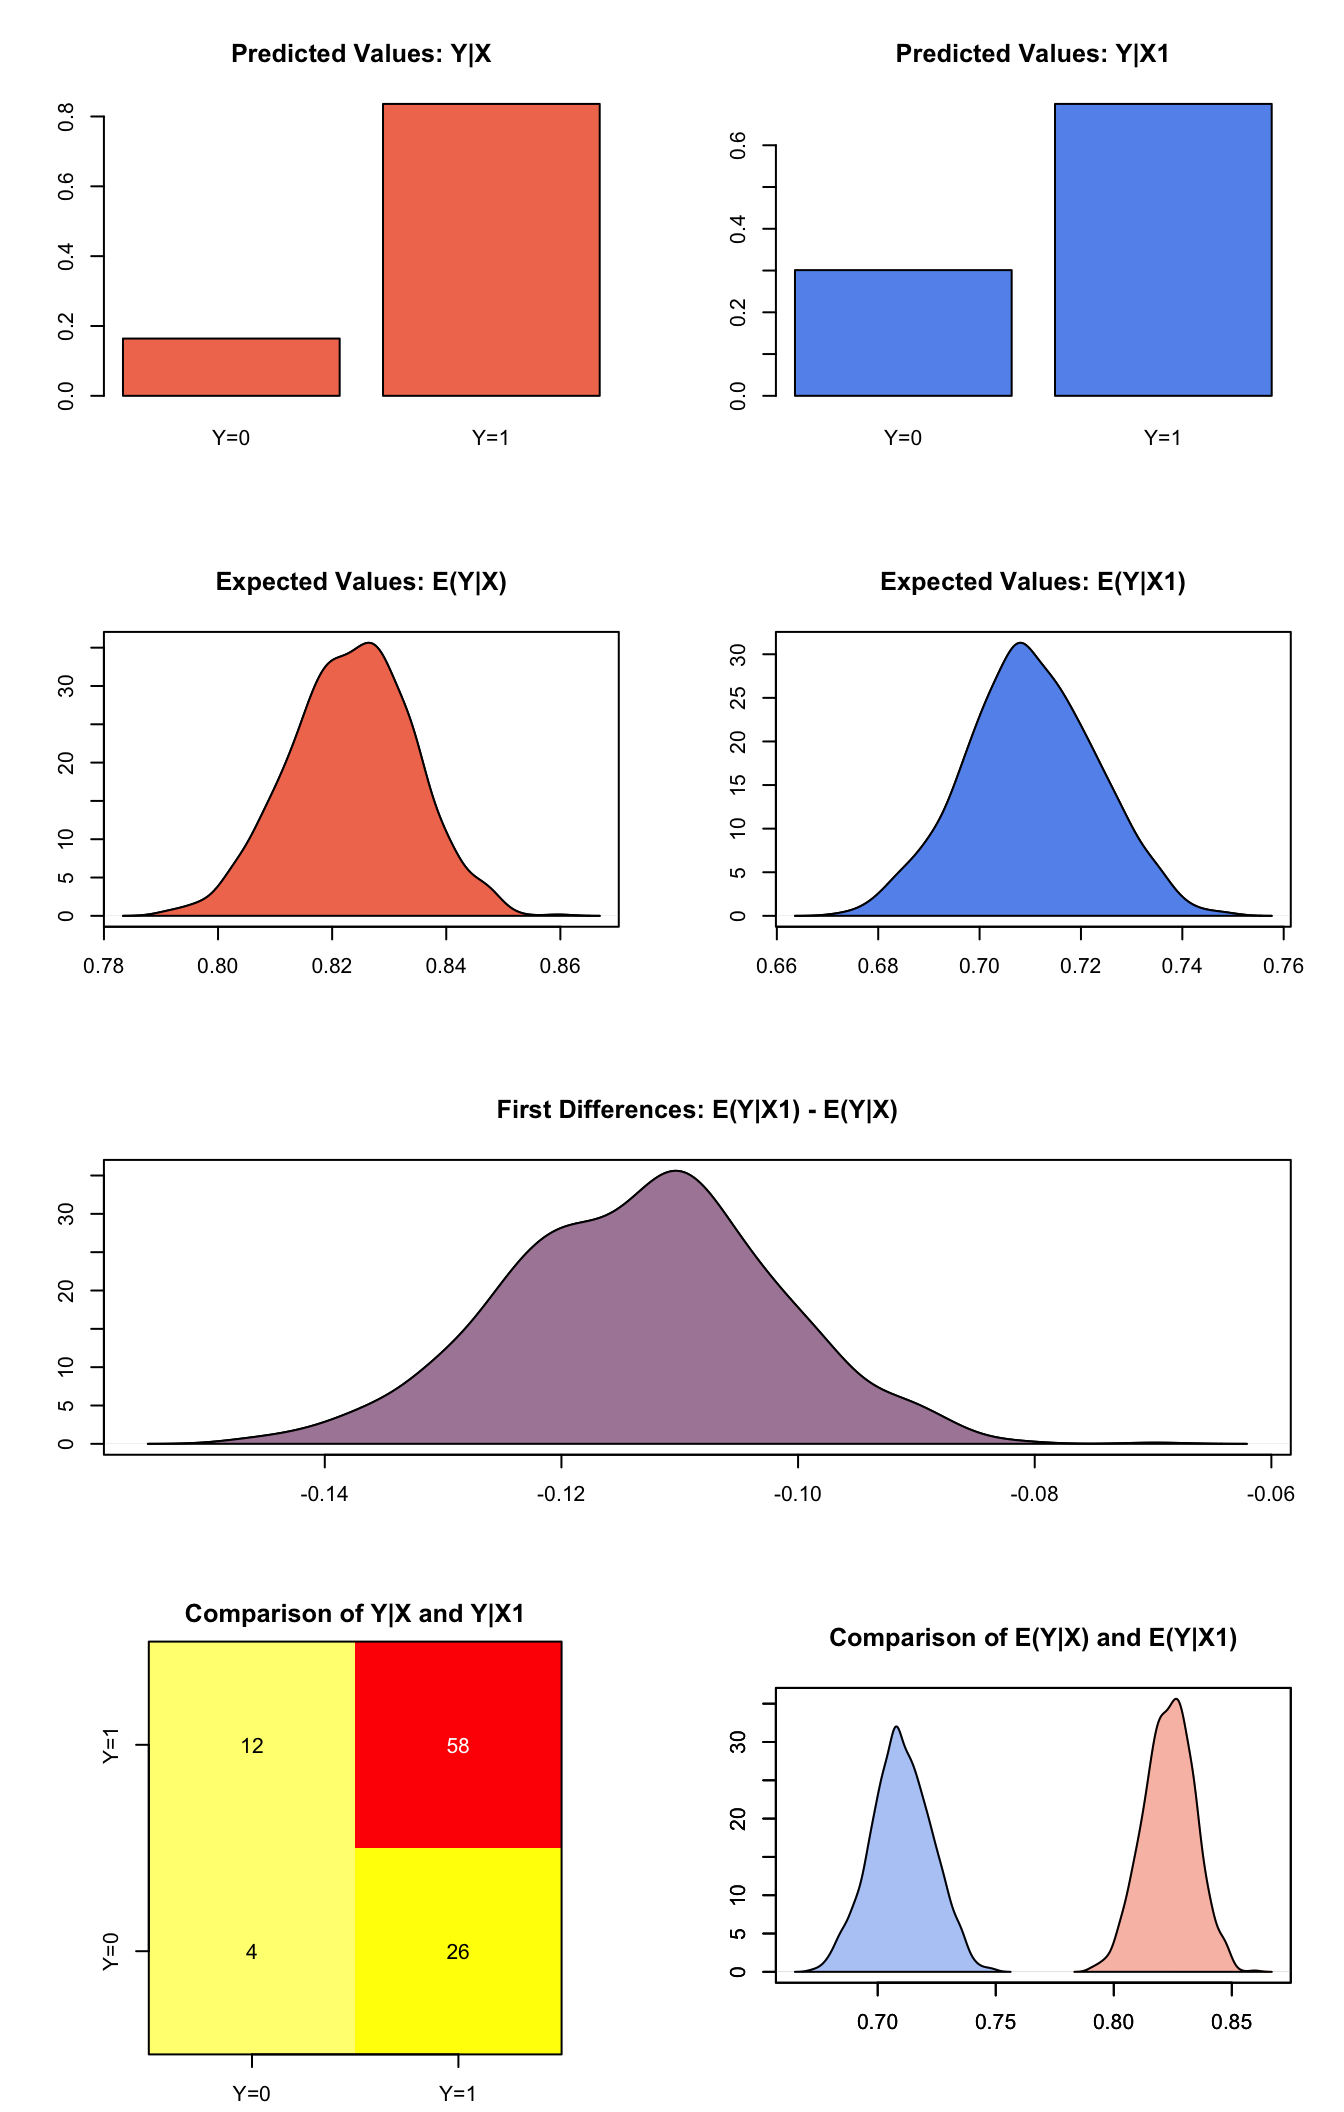 Predicted Values: Y|X
0.0 0.2 0.4 0.6 0.8
Y=0 Y=1
Predicted Values: Y|X1
0.0 0.2 0.4 0.6
Y=0 Y=1
Expected Values: E(Y|X)
0 5 10 20 30
0.78 0.80 0.82 0.84 0.86
Expected Values: E(Y|X1)
0 5 10 15 20 25 30
0.66 0.68 0.70 0.72 0.74 0.76
First Differences: E(Y|X1) - E(Y|X)
0 5 10 20 30
-0.14 -0.12 -0.10 -0.08 -0.06
Comparison of Y|X and Y|X1
Y=1 12 58
Y=0 4 26
Y=0 Y=1
Comparison of E(Y|X) and E(Y|X1)
0 5 10 20 30
0.70 0.75 0.80 0.85